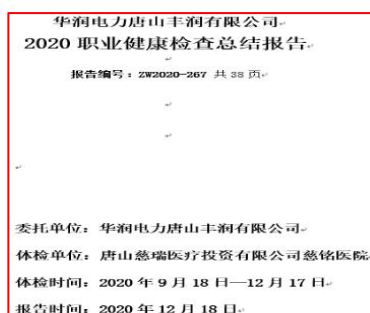 华润电力唐山丰润有限公司
2020 职业健康检查总结报告
报告编号：ZW2020-267 共 38 页
委托单位：华润电力唐山丰润有限公司
体检单位：唐山慈瑞医疗投资有限公司慈铭医院
体检时间：2020 年 9 月 18 日—12 月 17 日
报告时间：2020 年 12 月 18 日